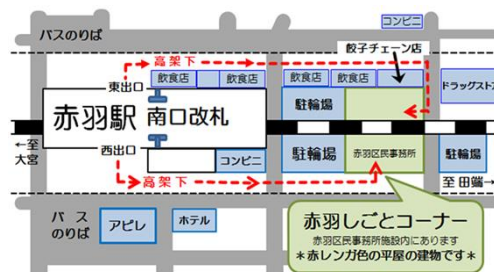 コンビニ
バスのりば
高架下
餃子チェーン店
東出口
飲食店
飲食店
飲食店
飲食店
ドラッグストア
駐輪場
赤羽駅 南口改札
←至
大宮
西出口
コンビニ
駐輪場
赤羽区民事務所
駐輪場
高架下
至田端→
バス
のりば
アピレ
ホテル
赤羽しごとコーナー
赤羽区民事務所施設内にあります
*赤レンガ色の平屋の建物です*